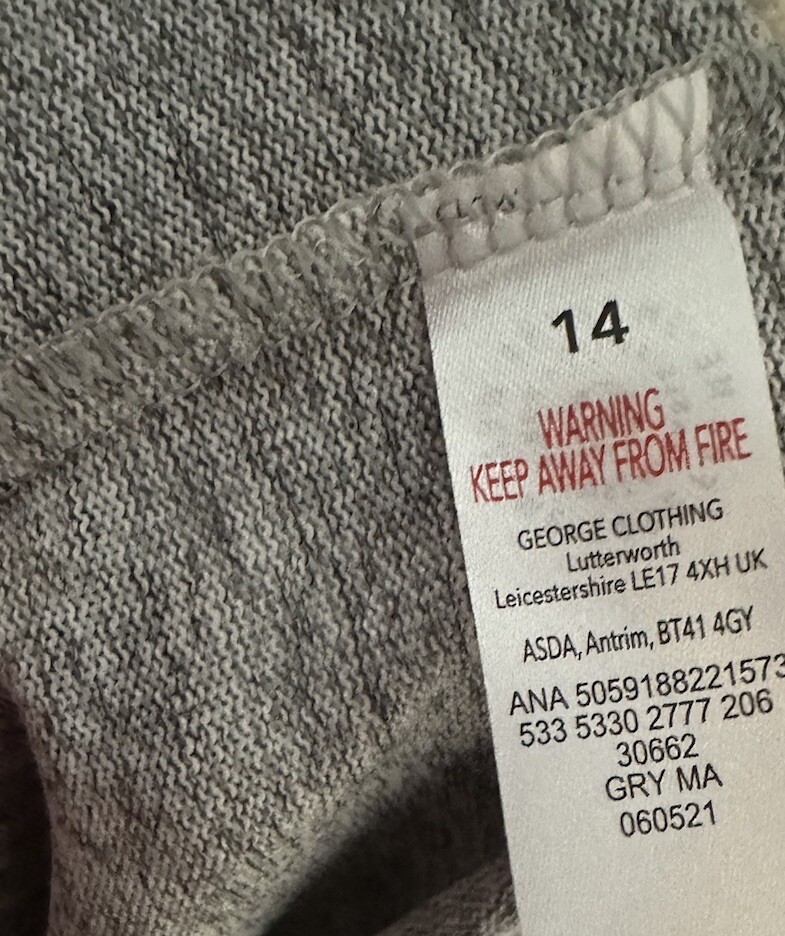 14
WARNING
KEEP AWAY FROM FIRE
GEORGE CLOTHING
Lutterworth
Leicestershire LE17 4XH UK
ASDA, Antrim, BT41 4GY
ANA 5059188221573
533 5330 2777 206
30662
GRY MA
060521